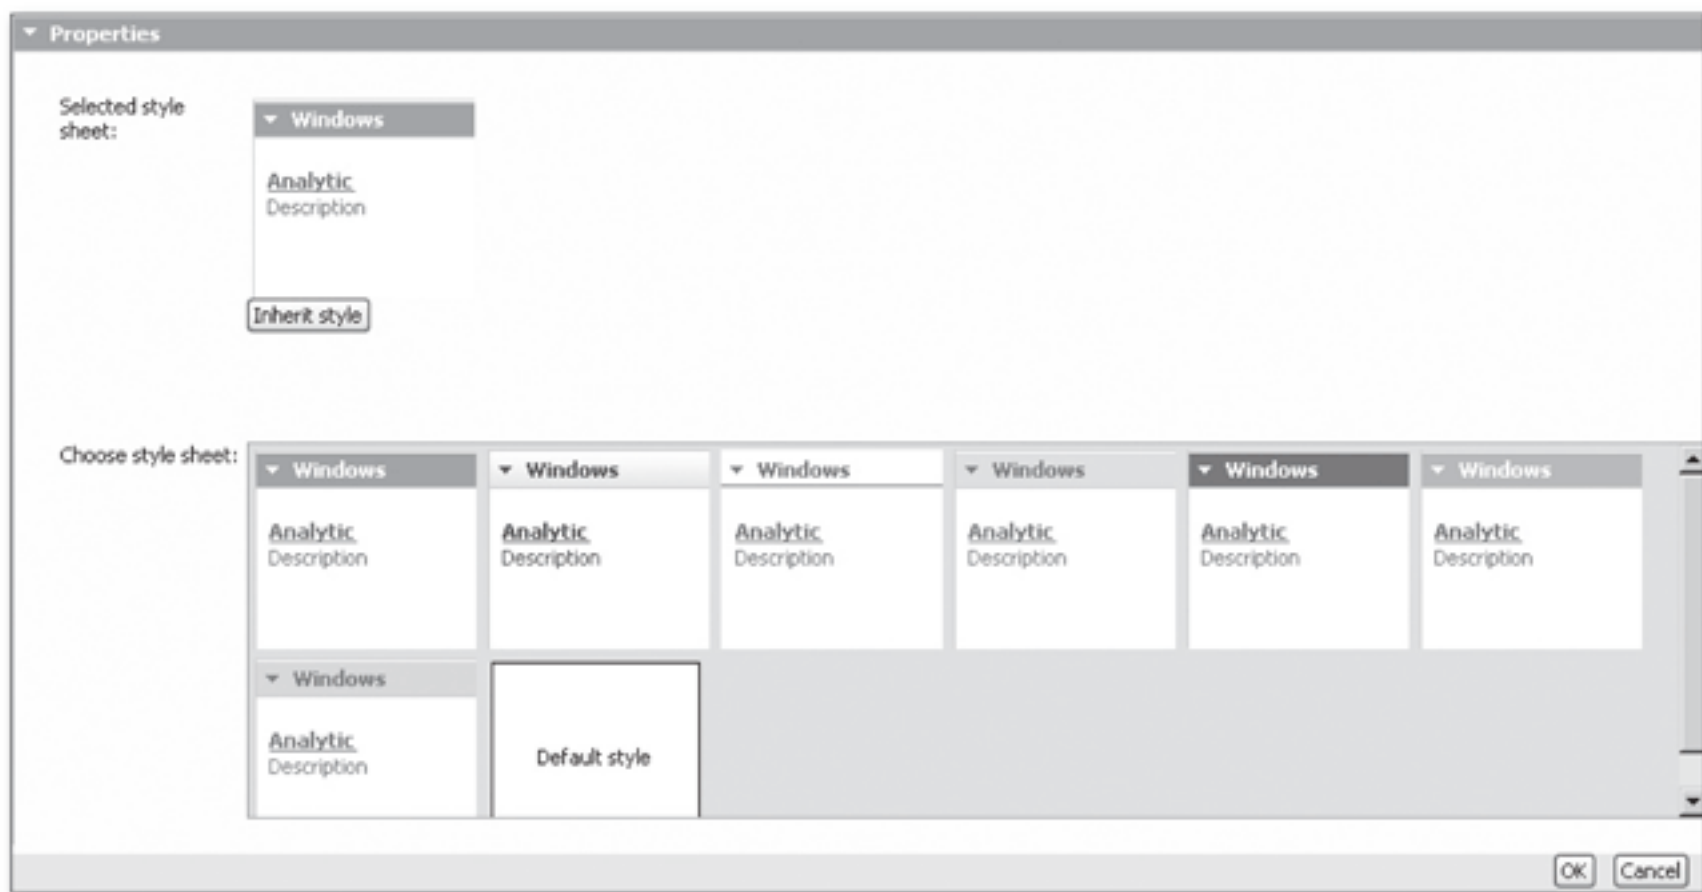 Properties
Selected style
sheet:
Windows
Analytic
Description
Inherit style
Choose style sheet:
Windows
Analytic
Description
Windows
Analytic
Description
Windows
Analytic
Description
Windows
Analytic
Description
Windows
Analytic
Description
Windows
Analytic
Description
Windows
Analytic
Description
Default style
OK
Cancel